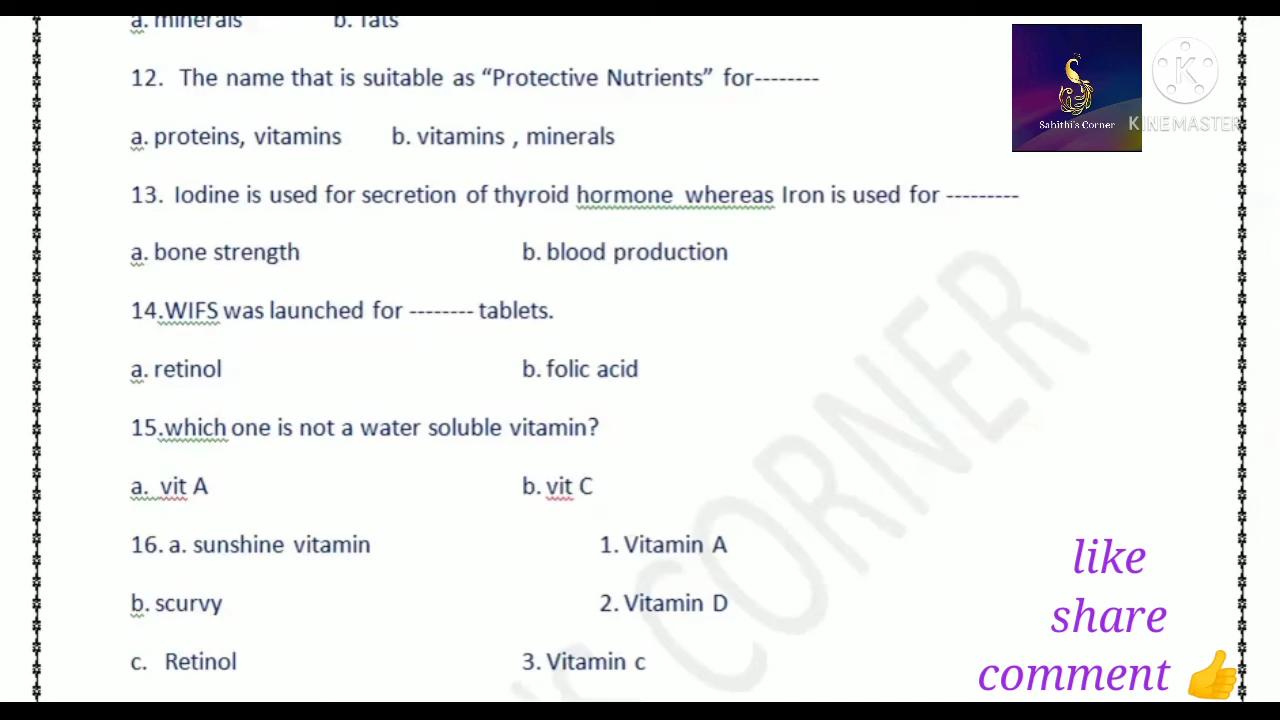 a. minerals b. fats
12. The name that is suitable as “Protective Nutrients” for--------
a. proteins, vitamins b. vitamins , minerals
13. Iodine is used for secretion of thyroid hormone whereas Iron is used for ---------
a. bone strength b. blood production
14.WIFS was launched for -------- tablets.
a. retinol b. folic acid
15.which one is not a water soluble vitamin?
a. vit A b. vit C
16. a. sunshine vitamin 1. Vitamin A
b. scurvy 2. Vitamin D
c. Retinol 3. Vitamin c
Sahithi's Corner
KINEMASTER
CORNER
like
share
comment 👍